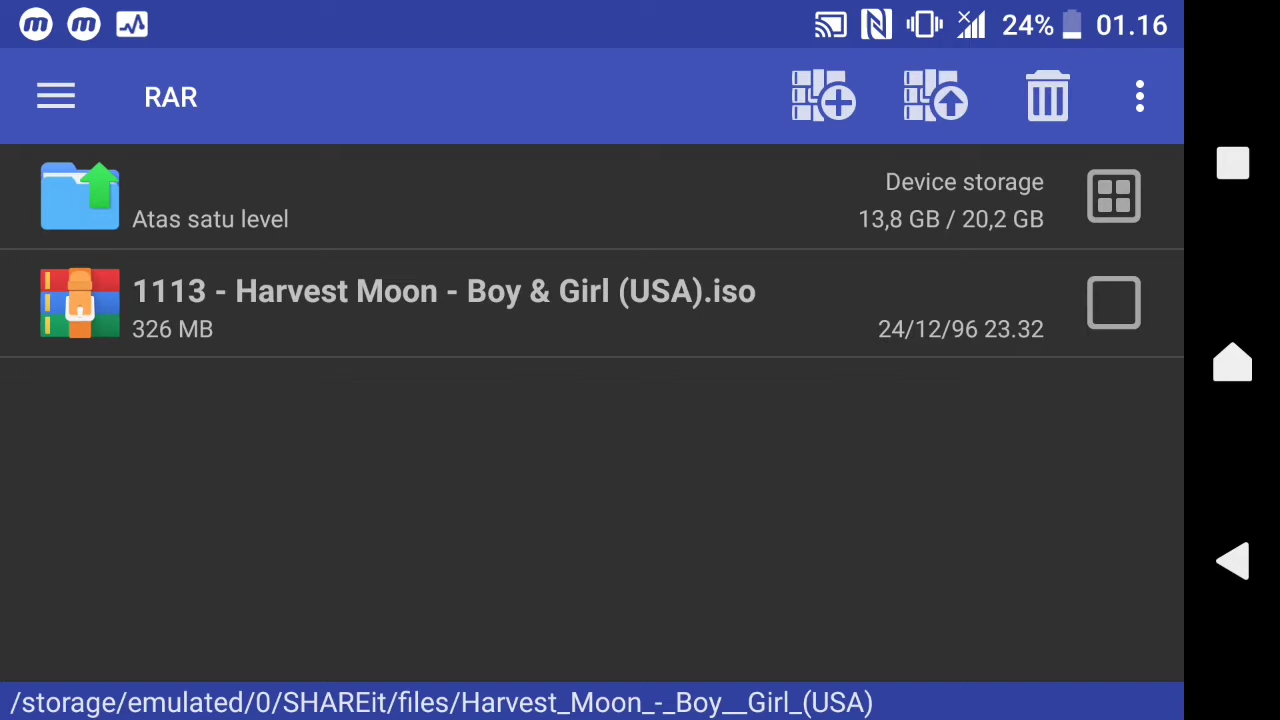 24% 01.16
RAR
Device storage
Atas satu level 13,8 GB / 20,2 GB
1113 - Harvest Moon - Boy & Girl (USA).iso
326 MB 24/12/96 23.32
/storage/emulated/0/SHAREit/files/Harvest_Moon_-_Boy__Girl_(USA)